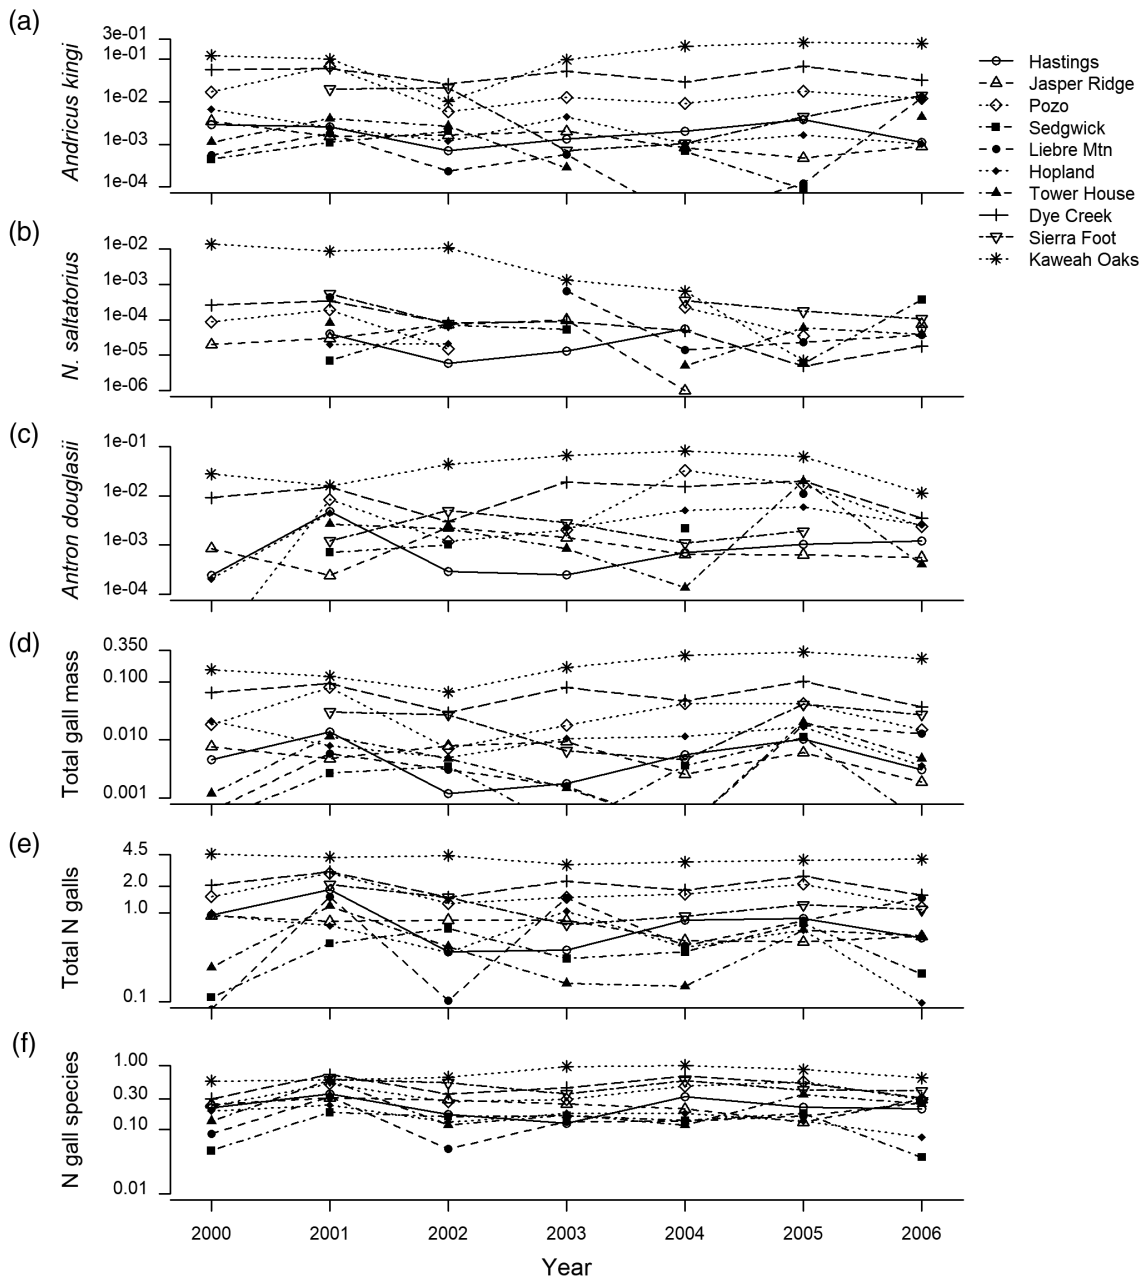 (a)
Andricus kingi
3e-01
1e-01
1e-02
1e-03
1e-04
Hastings
Jasper Ridge
Pozo
Sedgwick
Liebre Mtn
Hopland
Tower House
Dye Creek
Sierra Foot
Kaweah Oaks
(b)
N. saltatorius
1e-02
1e-03
1e-04
1e-05
1e-06
(c)
Antron douglasii
1e-01
1e-02
1e-03
1e-04
(d)
Total gall mass
0.350
0.100
0.010
0.001
(e)
Total N galls
4.5
2.0
1.0
0.1
(f)
N gall species
1.00
0.30
0.10
0.01
2000 2001 2002 2003 2004 2005 2006
Year